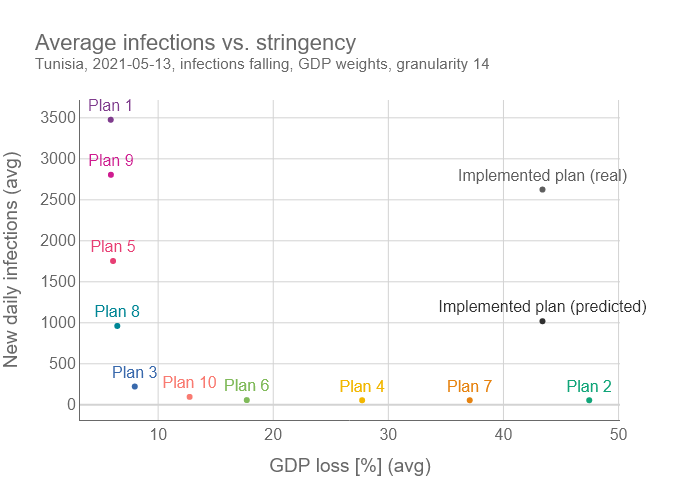 Average infections vs. stringency
Tunisia, 2021-05-13, infections falling, GDP weights, granularity 14
New daily infections (avg)
3500
3000
2500
2000
1500
1000
500
0
Plan 1
Plan 9
Implemented plan (real)
Plan 5
Plan 8
Implemented plan (predicted)
Plan 3
Plan 10
Plan 6
Plan 4
Plan 7
Plan 2
10
20
30
40
50
GDP loss [%] (avg)